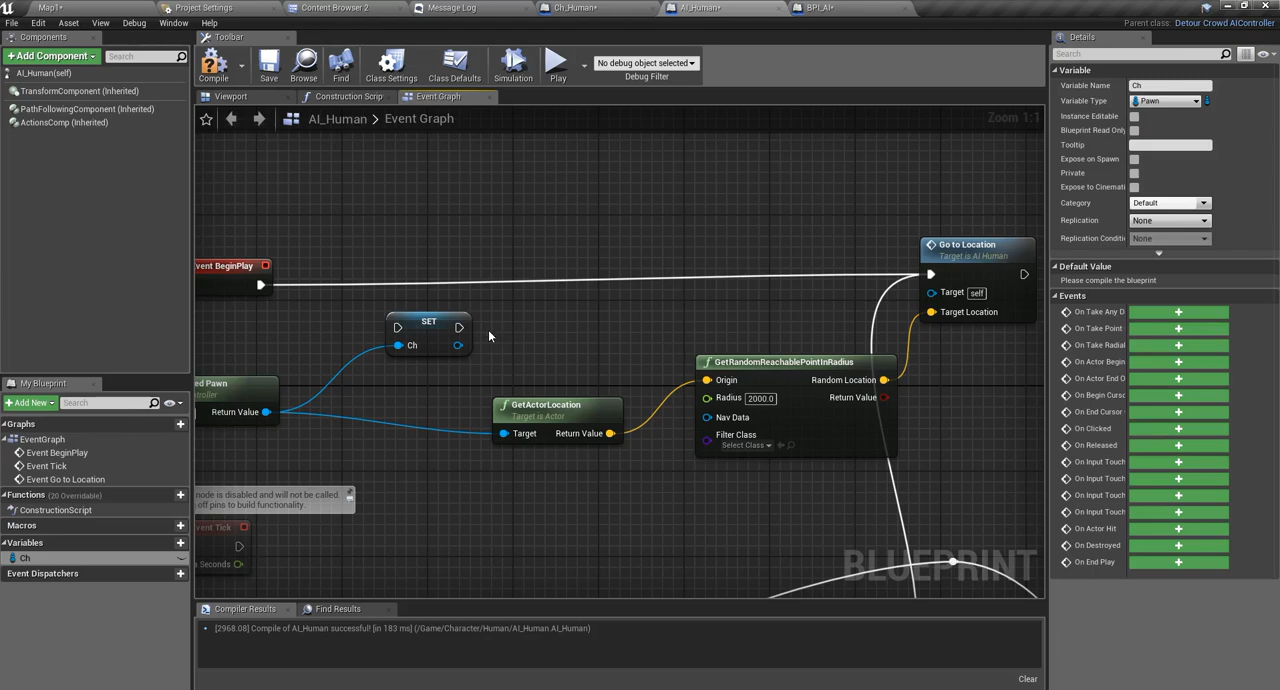 Map1*
Project Settings
Content Browser 2
Message Log
Ch_Human*
AI_Human*
BPI_AI*
File
Edit
Asset
View
Debug
Window
Help
Parent class: Detour Crowd AIController
Components
+ Add Component
Search
AI_Human(self)
TransformComponent (Inherited)
PathFollowingComponent (Inherited)
ActionsComp (Inherited)
Toolbar
Compile
Save
Browse
Find
Class Settings
Class Defaults
Simulation
Play
No debug object selected
Debug Filter
Viewport
Construction Scrip
Event Graph
AI_Human > Event Graph
Zoom 1:1
vent BeginPlay
SET
Ch
ed Pawn
ontroller
Return Value
GetActorLocation
Target is Actor
Target
Return Value
GetRandomReachablePointInRadius
Origin
Random Location
Radius 2000.0
Return Value
Nav Data
Filter Class
Select Class
Go to Location
Target is AI Human
Target self
Target Location
node is disabled and will not be called.
off pins to build functionality.
vent Tick
a Seconds
BLUEPRINT
My Blueprint
+ Add New
Search
Graphs
EventGraph
Event BeginPlay
Event Tick
Event Go to Location
Functions (20 Overridable)
ConstructionScript
Macros
Variables
Ch
Event Dispatchers
Compiler Results
Find Results
[2968.08] Compile of AI_Human successful! [in 183 ms] (/Game/Character/Human/AI_Human.AI_Human)
Clear
Details
Search
Variable
Variable Name
Ch
Variable Type
Pawn
Instance Editable
Blueprint Read Only
Tooltip
Expose on Spawn
Private
Expose to Cinemati
Category
Default
Replication
None
Replication Conditi
None
Default Value
Please compile the blueprint
Events
On Take Any D
On Take Point
On Take Radial
On Actor Begin
On Actor End O
On Begin Curso
On End Cursor
On Clicked
On Released
On Input Touch
On Input Touch
On Input Touch
On Input Touch
On Actor Hit
On Destroyed
On End Play